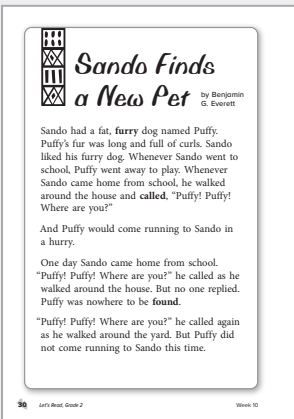 Sando Finds
a New Pet
by Benjamin
G. Everett
Sando had a fat, furry dog named Puffy.
Puffy's fur was long and full of curls. Sando
liked his furry dog. Whenever Sando went to
school, Puffy went away to play. Whenever
Sando came home from school, he walked
around the house and called, “Puffy! Puffy!
Where are you?”
And Puffy would come running to Sando in
a hurry.
One day Sando came home from school.
“Puffy! Puffy! Where are you?” he called as he
walked around the house. But no one replied.
Puffy was nowhere to be found.
“Puffy! Puffy! Where are you?” he called again
as he walked around the yard. But Puffy did
not come running to Sando this time.
30 Let's Read, Grade 2 Week 10